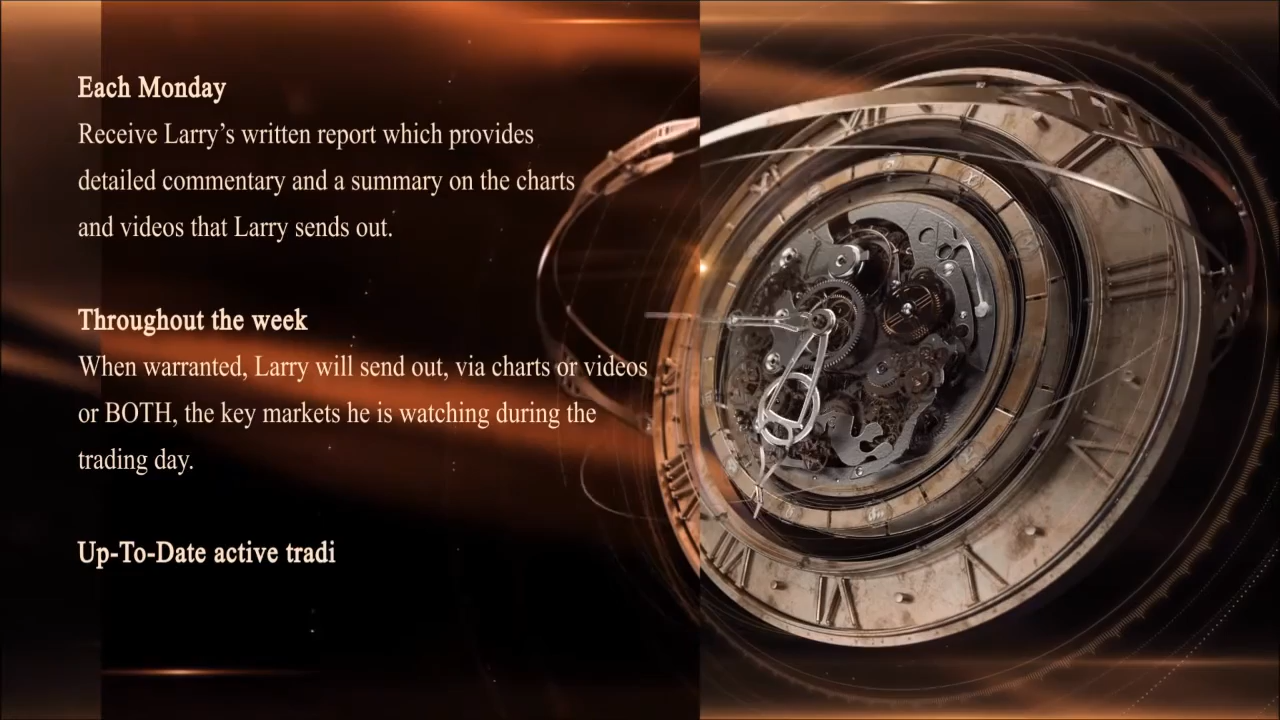 Each Monday
Receive Larry’s written report which provides
detailed commentary and a summary on the charts
and videos that Larry sends out.
Throughout the week
When warranted, Larry will send out, via charts or videos
or BOTH, the key markets he is watching during the
trading day.
Up-To-Date active tradi